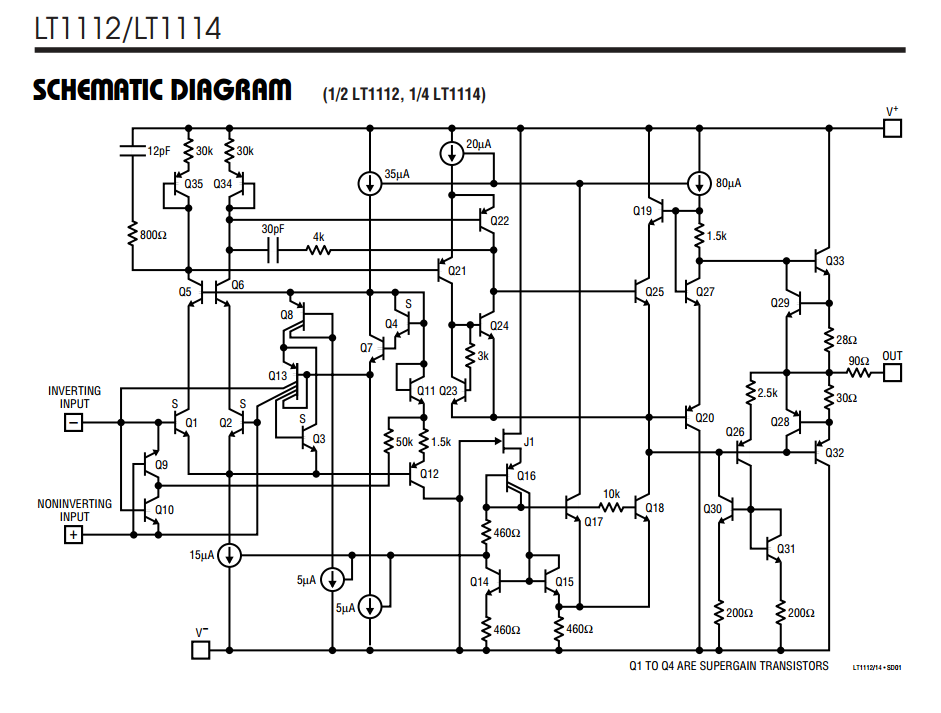 LT1112/LT1114
SCHEMATIC DIAGRAM (1/2 LT1112, 1/4 LT1114)
V+
20µA
12pF 30k 30k
35µA
80µA
Q35 Q34
Q19
Q22
30pF
4k
800Ω
1.5k
Q33
Q21
Q6
Q5
Q25 Q27
S
Q8
Q4
Q29
Q24
28Ω
Q7
3k
90Ω OUT
Q13
INVERTING
INPUT
Q11 Q23
2.5k
30Ω
S S
Q1 Q2
S
Q20
Q28
Q26
−
Q3
50k 1.5k
J1
Q32
Q9
Q12
Q16
10k
NONINVERTING
INPUT
Q10
Q18
Q30
Q17
+
460Ω
Q31
15µA
5µA
Q14 Q15
5µA
200Ω 200Ω
V−
460Ω 460Ω
Q1 TO Q4 ARE SUPERGAIN TRANSISTORS
LT1112/14 • SD01